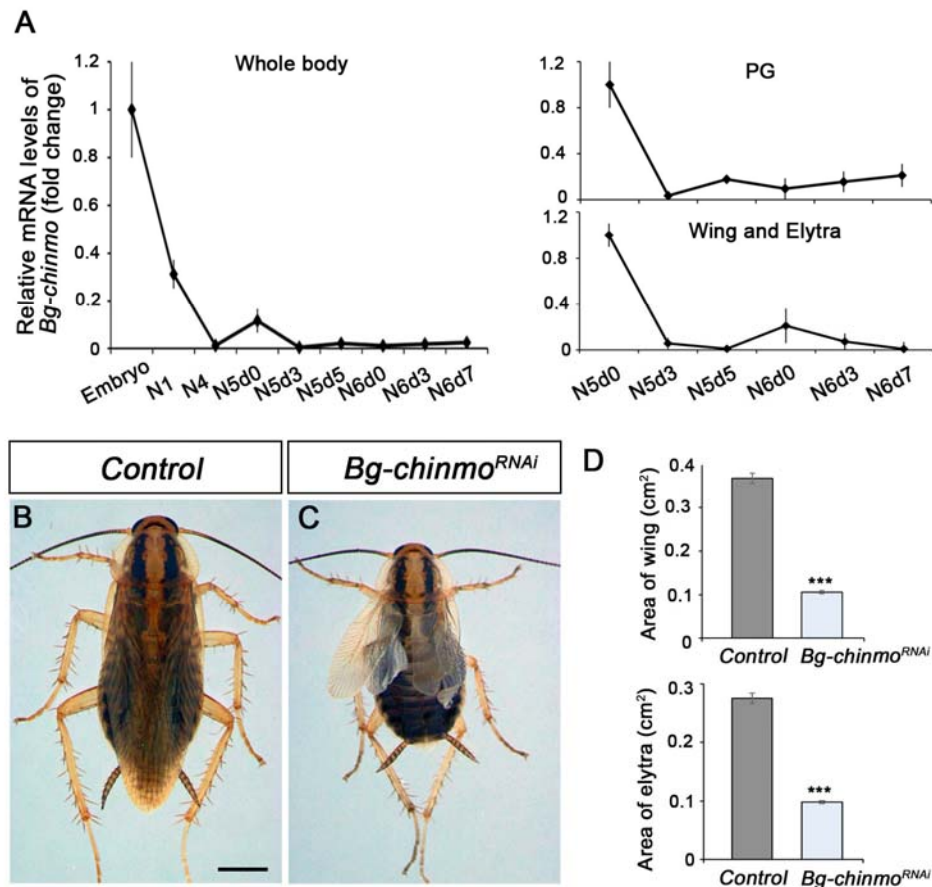 A
Relative mRNA levels of
Bg-chinmo (fold change)
Whole body
1.2
1
0.8
0.6
0.4
0.2
0
Embryo
N1
N4
N5d0
N5d3
N5d5
N6d0
N6d3
N6d7
PG
1.2
0.8
0.4
0
Wing and Elytra
1.2
0.8
0.4
0
N5d0
N5d3
N5d5
N6d0
N6d3
N6d7
Control
Bg-chinmoRNAi
B
C
D
Area of wing (cm2)
0.4
0.3
0.2
0.1
0
***
Control Bg-chinmoRNAi
Area of elytra (cm2)
0.3
0.2
0.1
0
***
Control Bg-chinmoRNAi